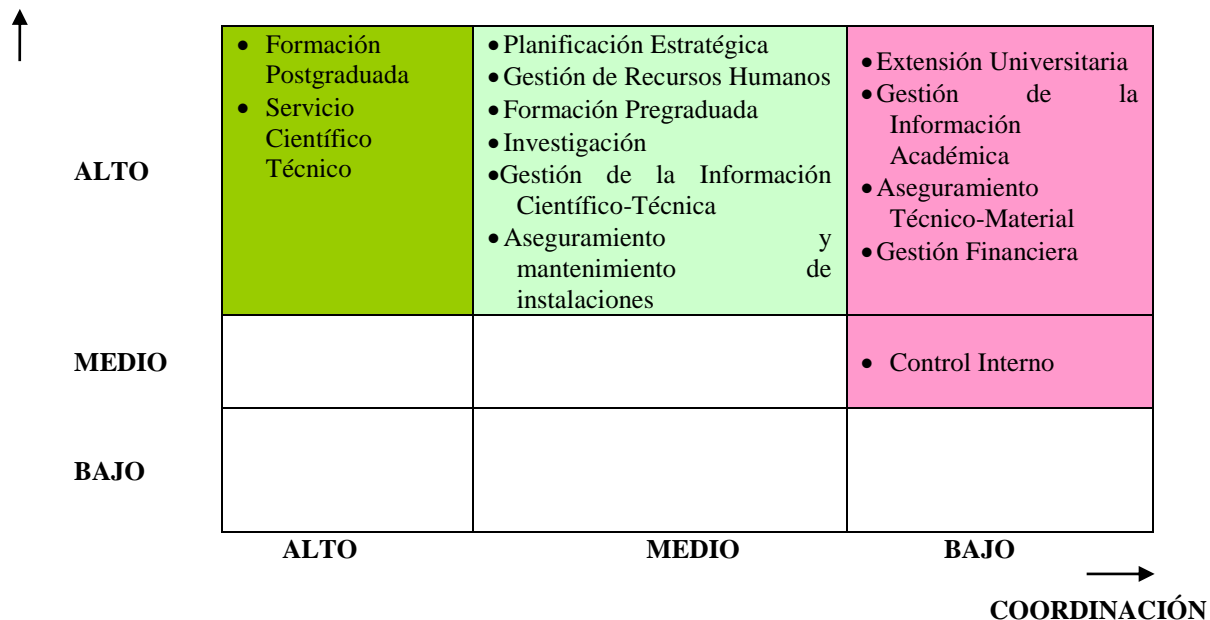 ALTO
• Formación
Postgraduada
• Servicio
Científico
Técnico
• Planificación Estratégica
• Gestión de Recursos Humanos
• Formación Pregraduada
• Investigación
•Gestión de la Información
Científico-Técnica
• Aseguramiento y
mantenimiento de
instalaciones
• Extensión Universitaria
• Gestión de la
Información
Académica
• Aseguramiento
Técnico-Material
• Gestión Financiera
MEDIO
• Control Interno
BAJO
ALTO MEDIO BAJO
COORDINACIÓN